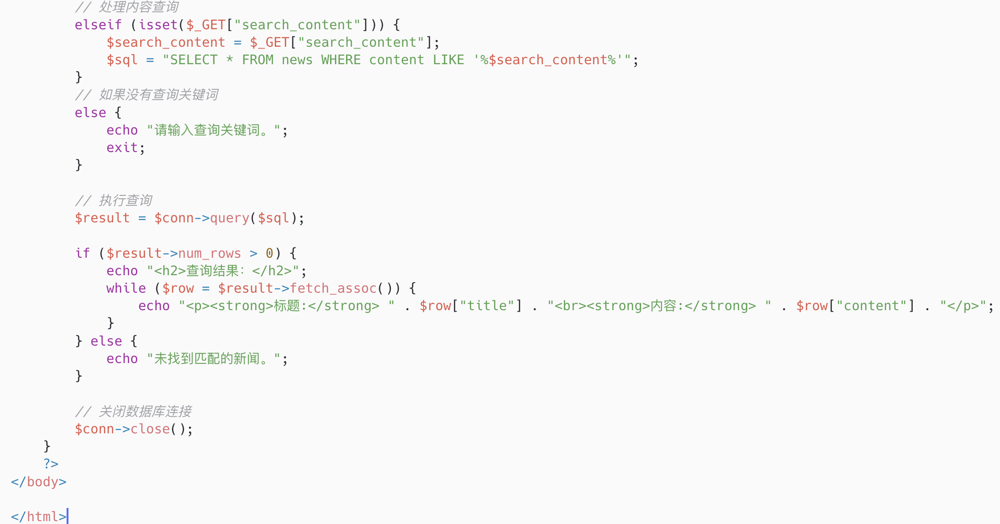 // 处理内容查询
elseif (isset($_GET["search_content"])) {
$search_content = $_GET["search_content"];
$sql = "SELECT * FROM news WHERE content LIKE '%$search_content%'";
}
// 如果没有查询关键词
else {
echo "请输入查询关键词。";
exit;
}
// 执行查询
$result = $conn->query($sql);
if ($result->num_rows > 0) {
echo "<h2>查询结果：</h2>";
while ($row = $result->fetch_assoc()) {
echo "<p><strong>标题:</strong> " . $row["title"] . "<br><strong>内容:</strong> " . $row["content"] . "</p>";
}
} else {
echo "未找到匹配的新闻。";
}
// 关闭数据库连接
$conn->close();
}
?>
</body>
</html>